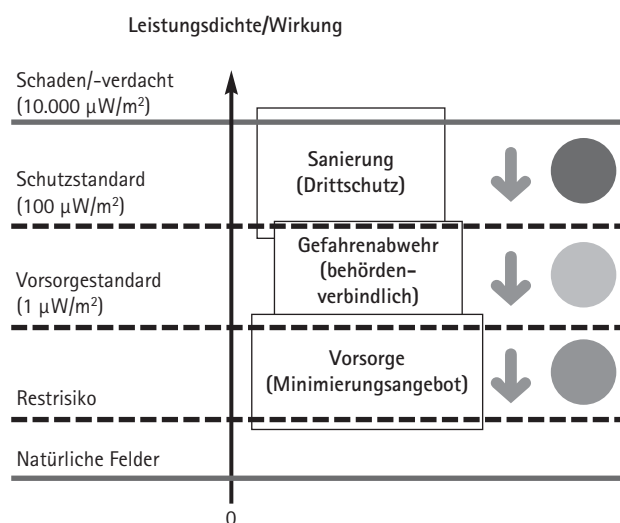 Leistungsdichte/Wirkung
Schaden/-verdacht
(10.000 µW/m²)
Sanierung
(Drittschutz)
Schutzstandard
(100 µW/m²)
Gefahrenabwehr
(behörden-
verbindlich)
Vorsorgestandard
(1 µW/m²)
Vorsorge
(Minimierungsangebot)
Restrisiko
Natürliche Felder
0